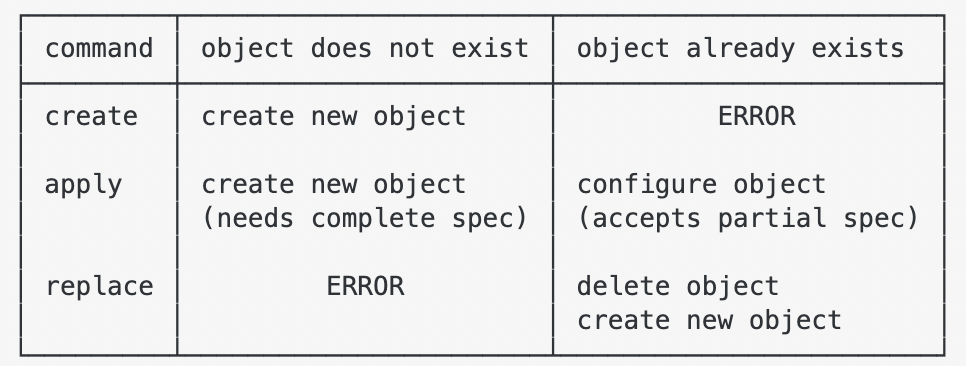 command object does not exist object already exists
create create new object ERROR
apply create new object configure object
(needs complete spec) (accepts partial spec)
replace ERROR delete object
create new object